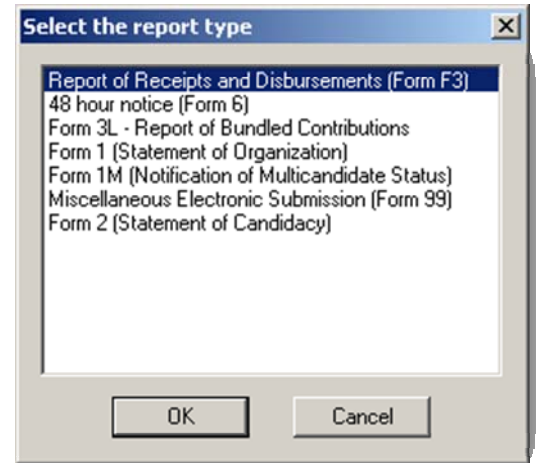 Select the report type
Report of Receipts and Disbursements (Form F3)
48 hour notice (Form 6)
Form 3L - Report of Bundled Contributions
Form 1 (Statement of Organization)
Form 1M (Notification of Multicandidate Status)
Miscellaneous Electronic Submission (Form 99)
Form 2 (Statement of Candidacy)
OK Cancel